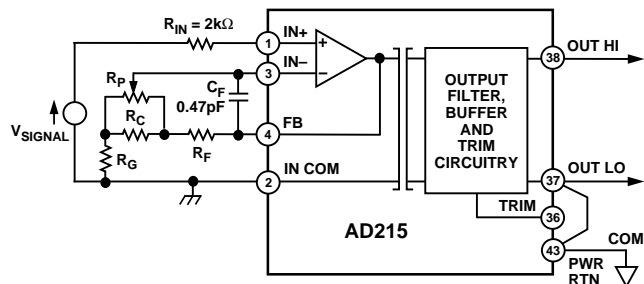 R_IN = 2kΩ
1
IN+
+
38
OUT HI
3
IN–
–
R_P
C_F
0.47pF
OUTPUT
FILTER,
BUFFER
AND
TRIM
CIRCUITRY
V_SIGNAL
R_C
FB
4
R_F
R_G
2
IN COM
37
OUT LO
TRIM
36
AD215
43
COM
PWR
RTN